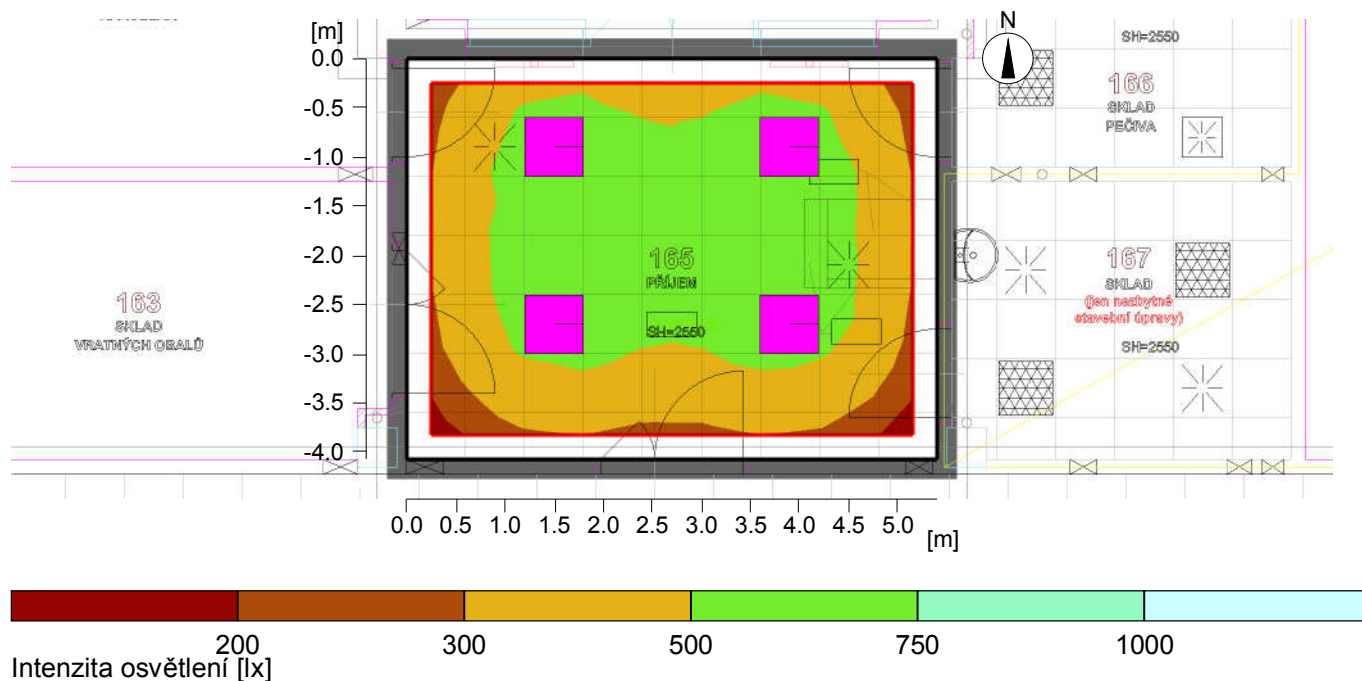 [m]
N
0.0
-0.5
-1.0
-1.5
-2.0
-2.5
-3.0
-3.5
-4.0
SH=2550
166
SKLAD
PEČIVA
165
PŘÍJEM
SH=2550
163
SKLAD
VRATNÝCH OBALŮ
167
SKLAD
(jen nezbytné
stavební úpravy)
SH=2550
0.0 0.5 1.0 1.5 2.0 2.5 3.0 3.5 4.0 4.5 5.0
[m]
200 300 500 750 1000
Intenzita osvětlení [lx]